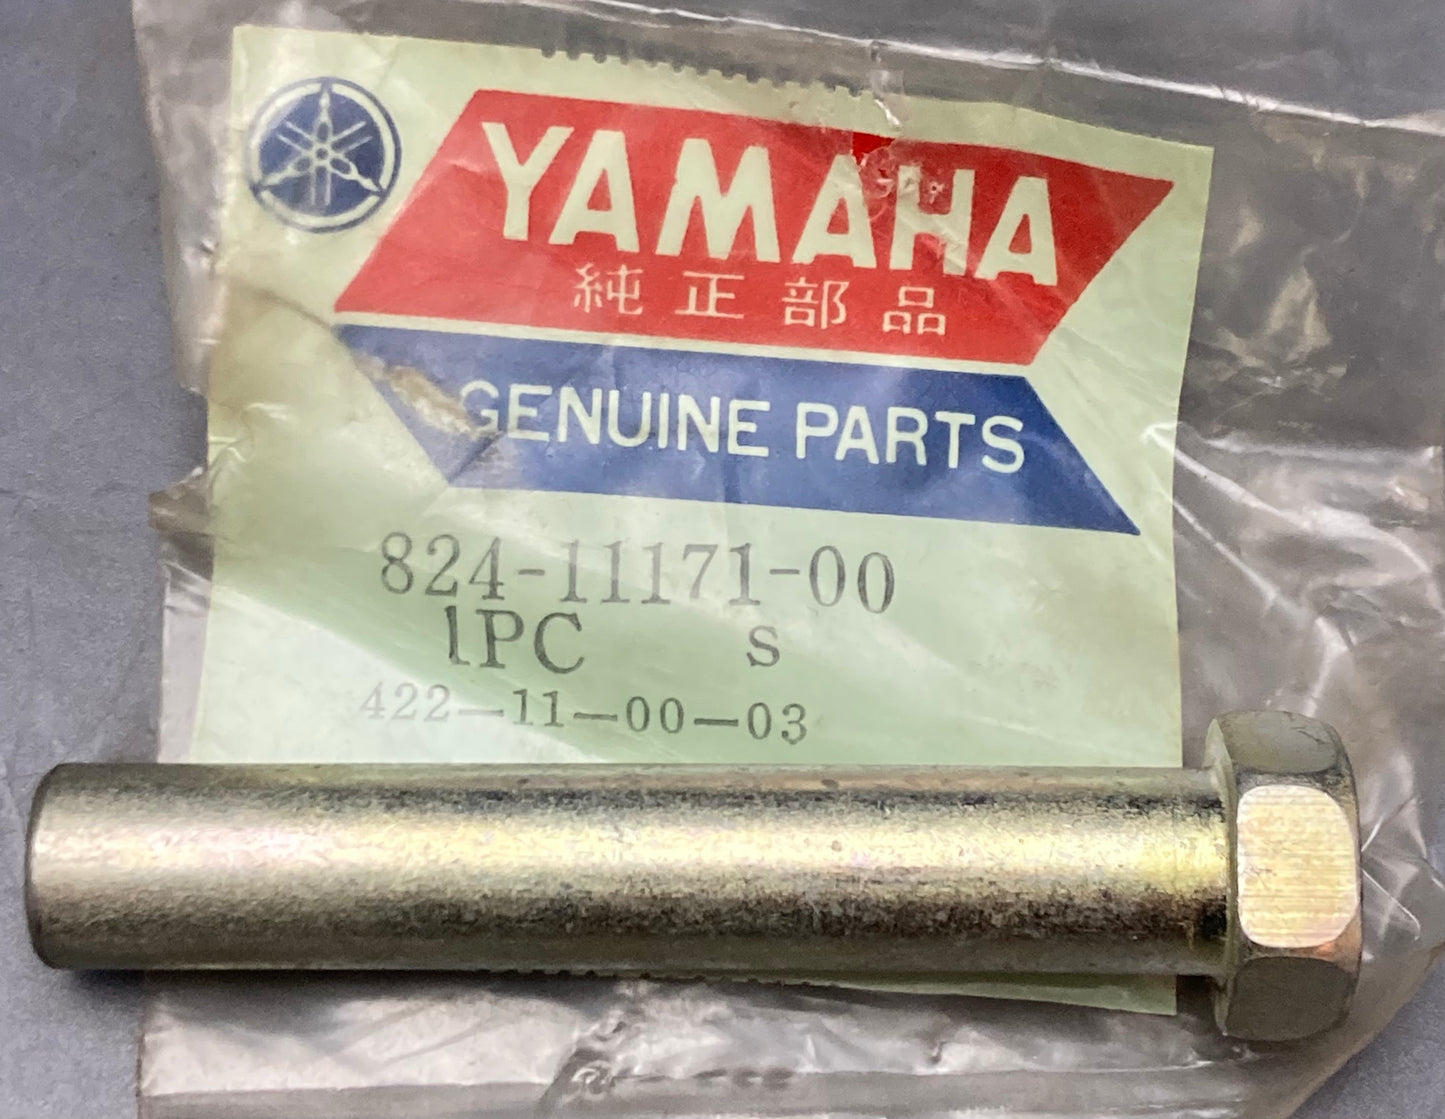 YAMAHA
純正部品
GENUINE PARTS
824-11171-00
1PC S
422-11-00-03